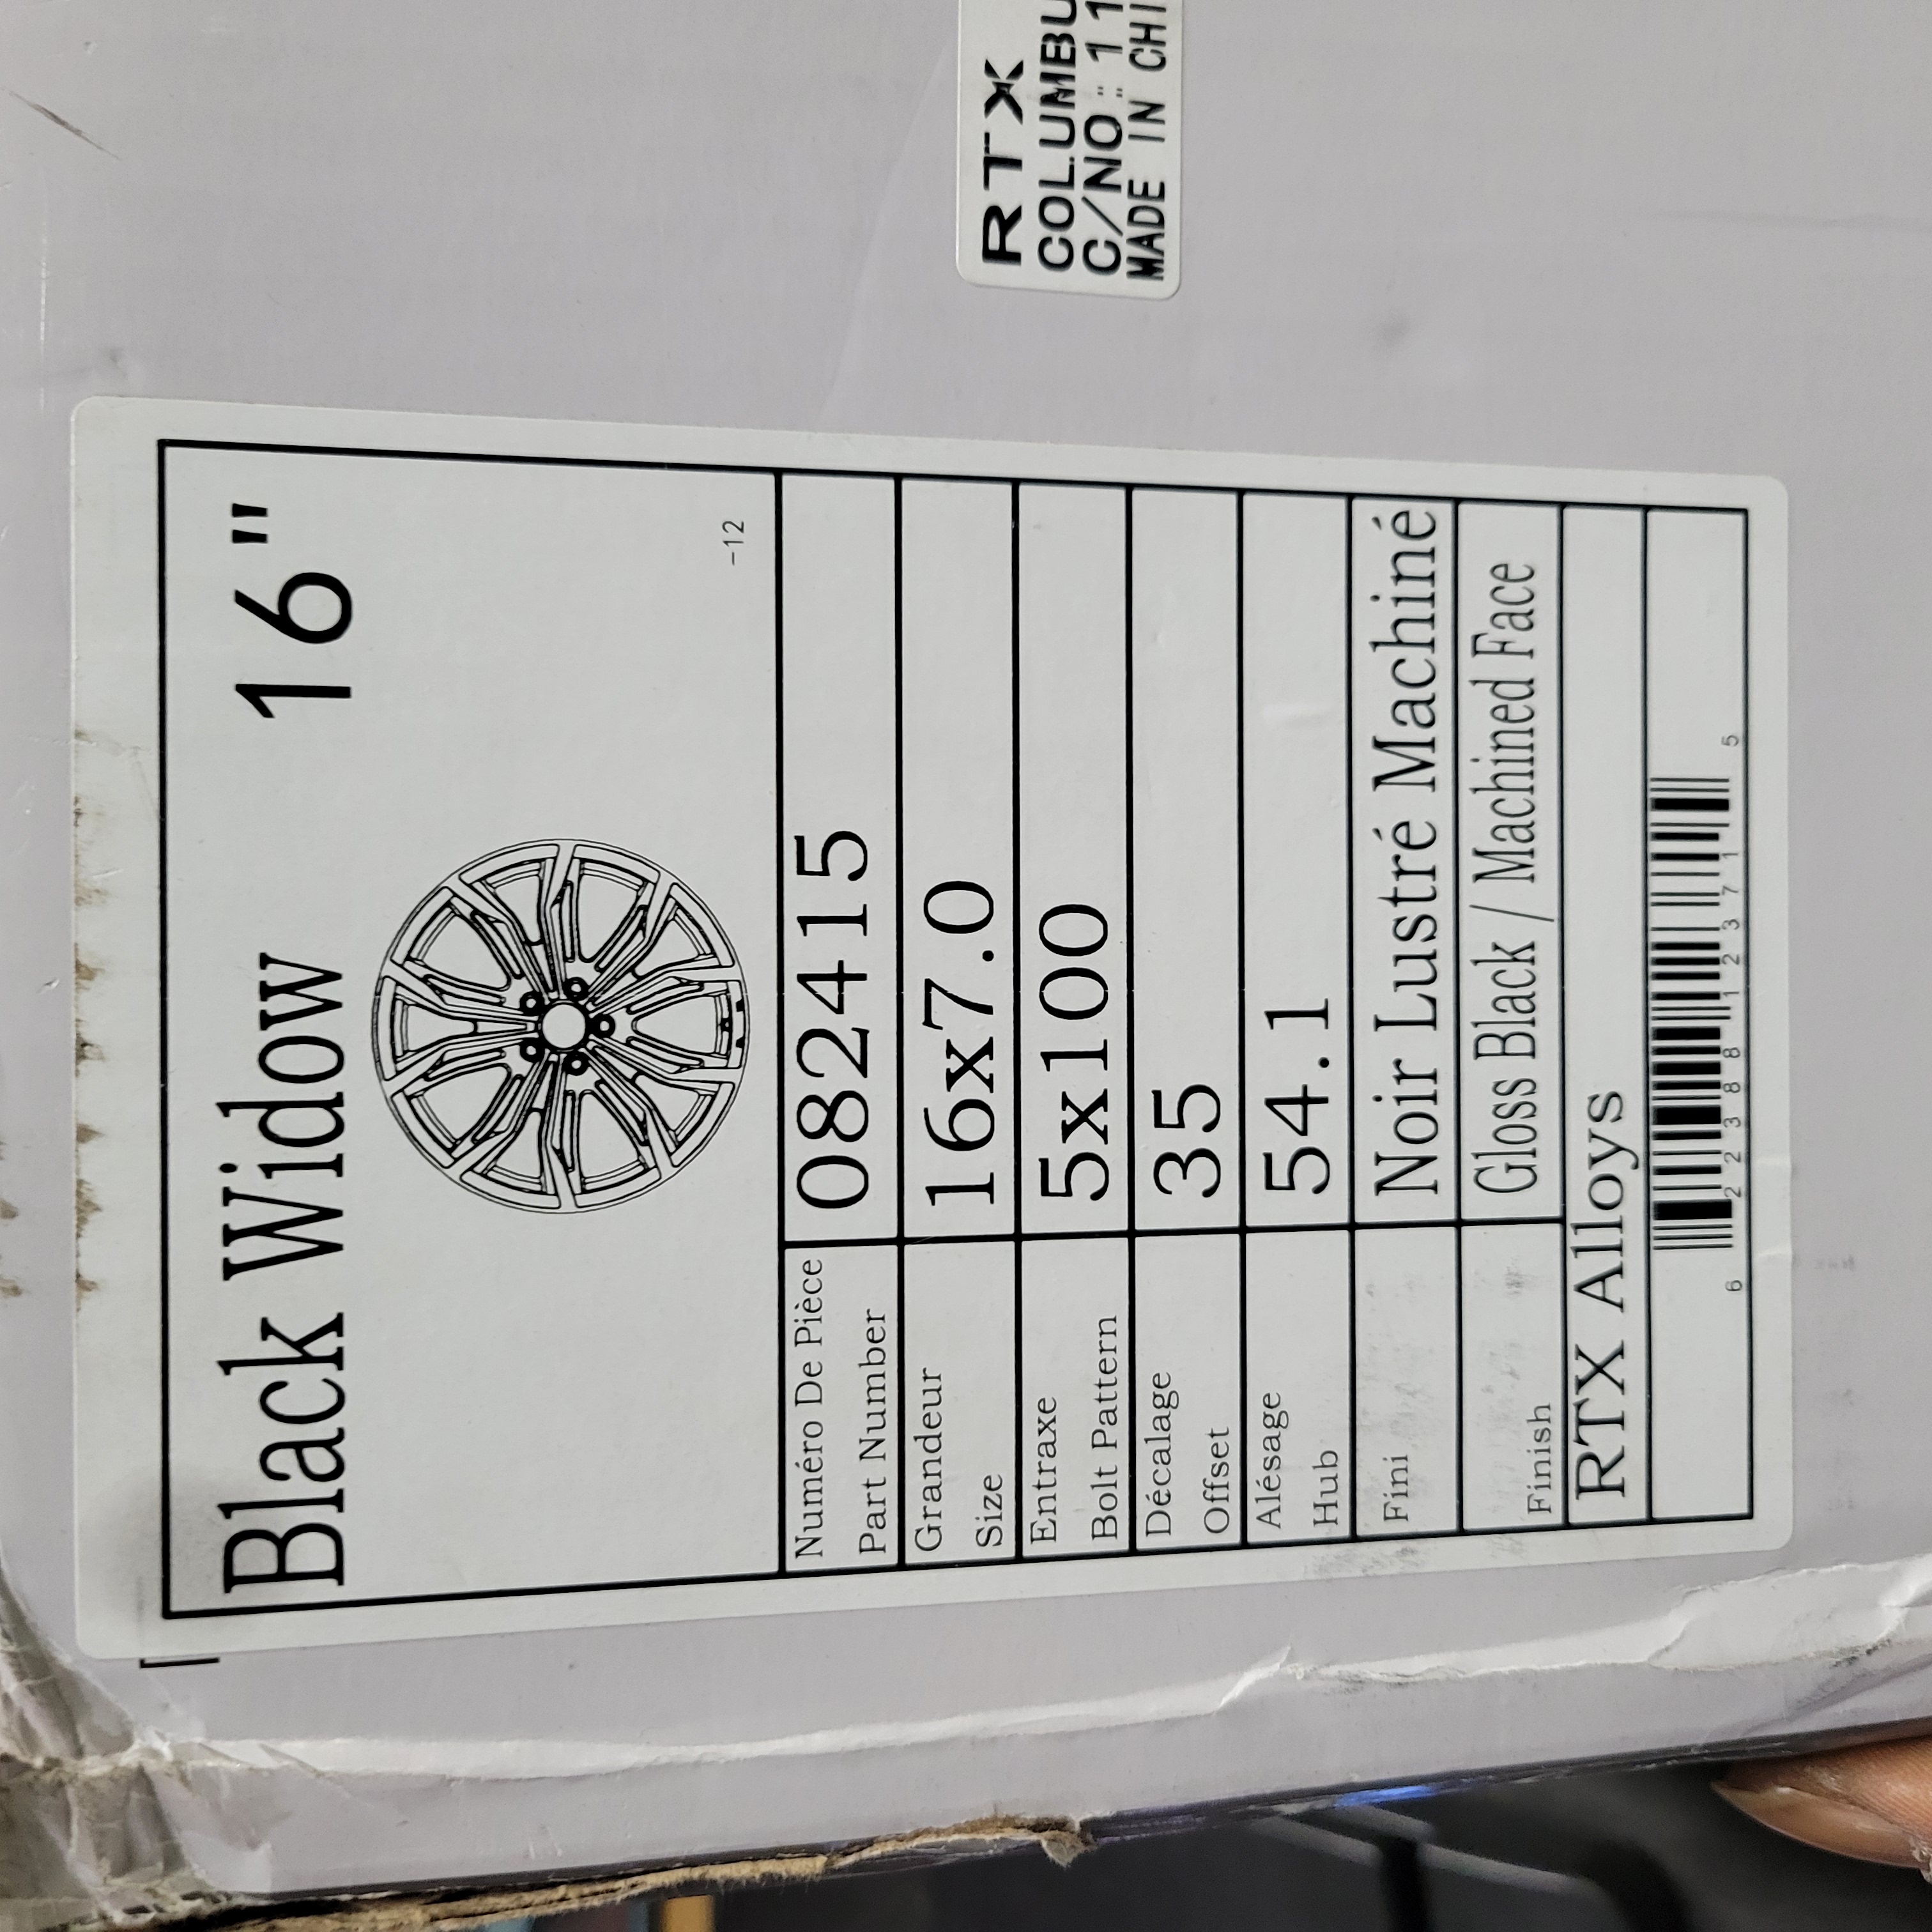 Black Widow 16"
-12
Numéro De Pièce
Part Number
082415
Grandeur
Size
16x7.0
Entraxe
Bolt Pattern
5x100
Décalage
Offset
35
Alésage
Hub
54.1
Fini
Noir Lustré Machiné
Finish
Gloss Black / Machined Face
RTX Alloys
6 22388 12371 5
RTX
COLUMBU
C/NO" 11
MADE IN CHI